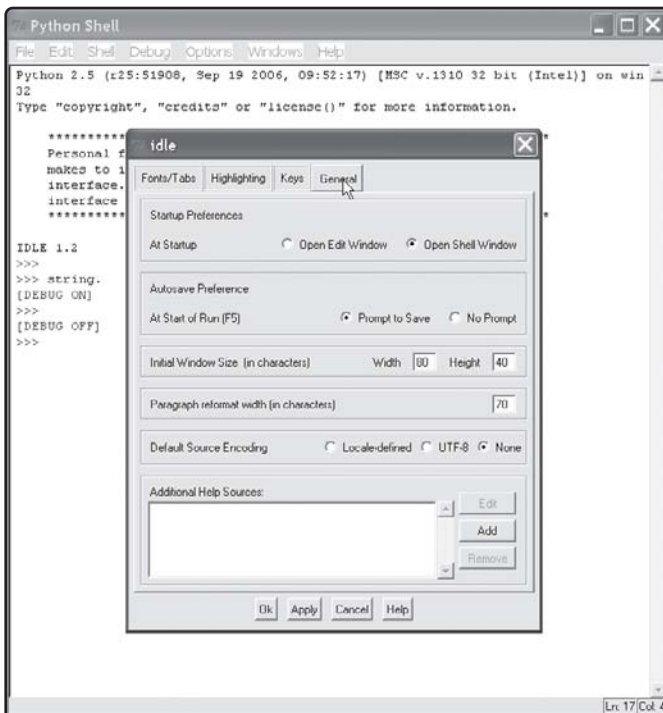 Python Shell
File Edit Shell Debug Options Windows Help
Python 2.5 (r25:51908, Sep 19 2006, 09:52:17) [MSC v.1310 32 bit (Intel)] on win
32
Type "copyright", "credits" or "license()" for more information.
Personal f
makes to i
interface.
interface
IDLE 1.2
>>>
>>> string.
[DEBUG ON]
>>>
[DEBUG OFF]
>>>
idle
Fonts/Tabs Highlighting Keys General
Startup Preferences
At Startup Open Edit Window Open Shell Window
Autosave Preference
At Start of Run (F5) Prompt to Save No Prompt
Initial Window Size (in characters) Width 80 Height 40
Paragraph reformat width (in characters) 70
Default Source Encoding Locale-defined UTF-8 None
Additional Help Sources:
Edit
Add
Remove
Ok Apply Cancel Help
Ln: 17 Col: 4